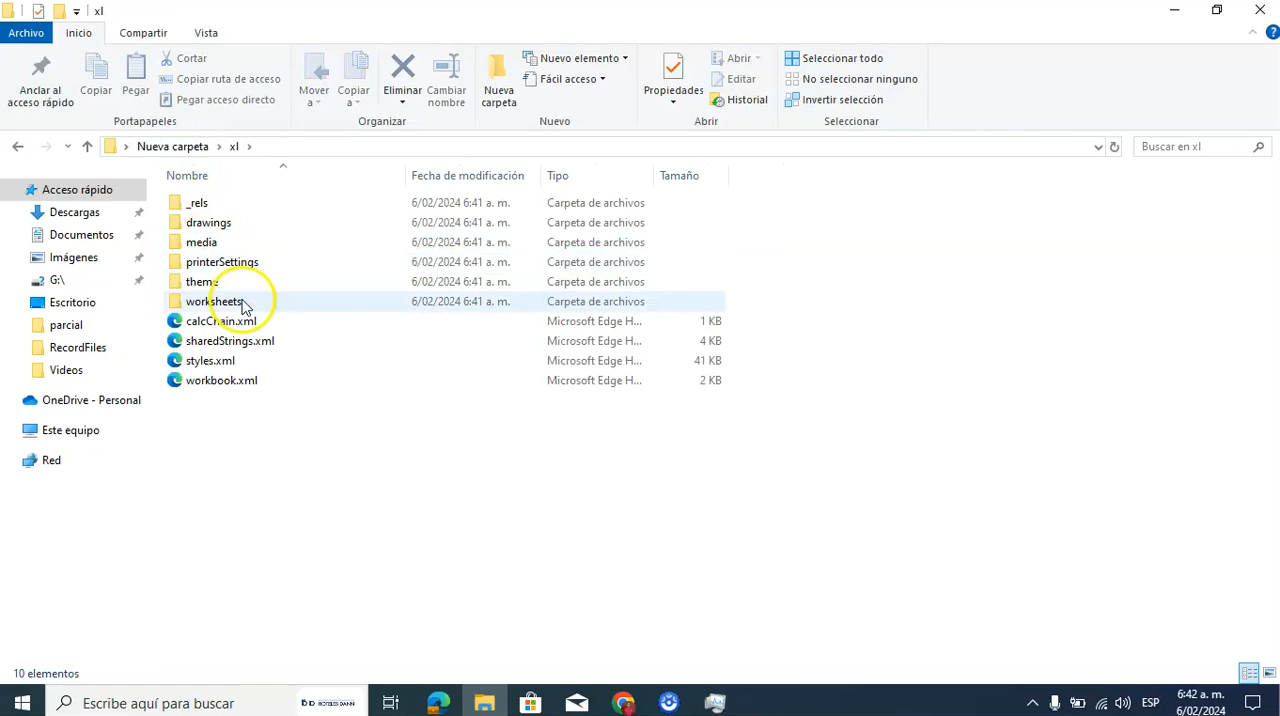 xl
Archivo Inicio Compartir Vista
Anclar al acceso rápido
Copiar
Pegar
Cortar
Copiar ruta de acceso
Pegar acceso directo
Portapapeles
Mover a
Copiar a
Eliminar
Cambiar nombre
Organizar
Nueva carpeta
Nuevo elemento
Fácil acceso
Nuevo
Propiedades
Abrir
Editar
Historial
Abrir
Seleccionar todo
No seleccionar ninguno
Invertir selección
Seleccionar
Nueva carpeta > xl >
Buscar en xl
Acceso rápido
Descargas
Documentos
Imágenes
G:\
Escritorio
parcial
RecordFiles
Videos
OneDrive - Personal
Este equipo
Red
Nombre Fecha de modificación Tipo Tamaño
_rels 6/02/2024 6:41 a. m. Carpeta de archivos
drawings 6/02/2024 6:41 a. m. Carpeta de archivos
media 6/02/2024 6:41 a. m. Carpeta de archivos
printerSettings 6/02/2024 6:41 a. m. Carpeta de archivos
theme 6/02/2024 6:41 a. m. Carpeta de archivos
worksheets 6/02/2024 6:41 a. m. Carpeta de archivos
calcChain.xml Microsoft Edge H... 1 KB
sharedStrings.xml Microsoft Edge H... 4 KB
styles.xml Microsoft Edge H... 41 KB
workbook.xml Microsoft Edge H... 2 KB
10 elementos
Escribe aquí para buscar
HOTELES DANN
ESP
6:42 a. m.
6/02/2024